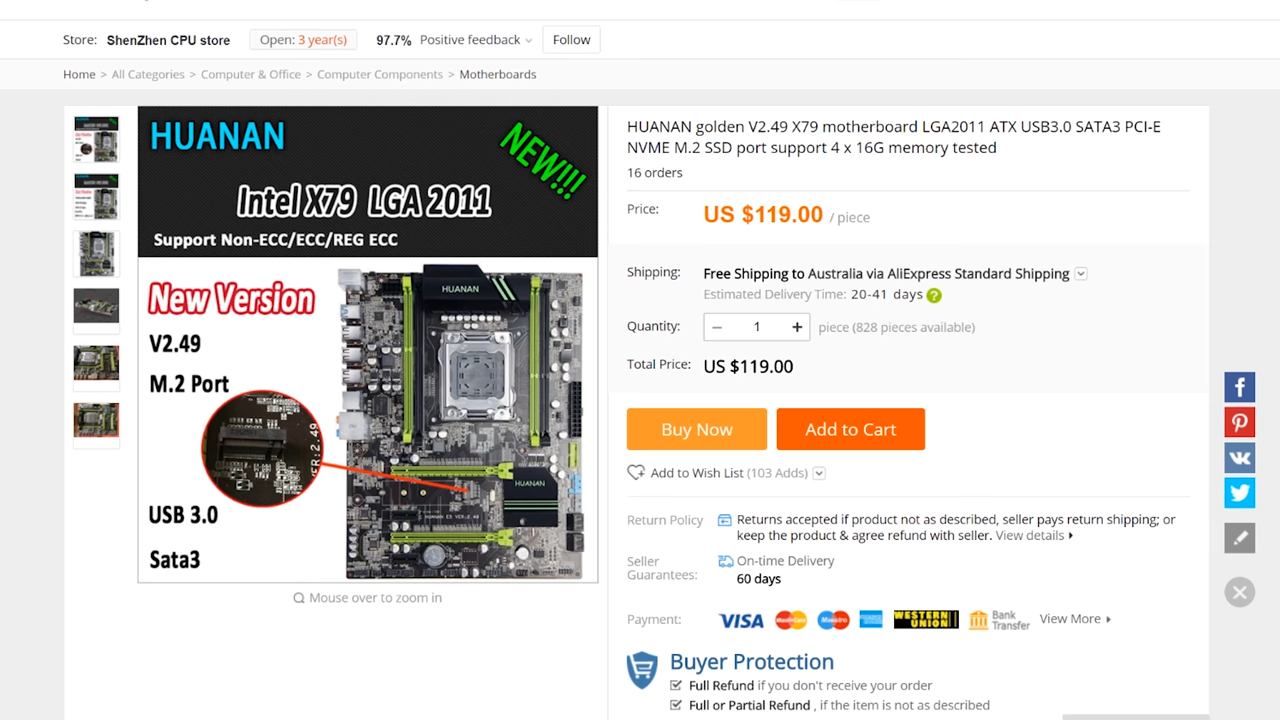 Store: ShenZhen CPU store Open: 3 year(s) 97.7% Positive feedback Follow
Home > All Categories > Computer & Office > Computer Components > Motherboards
HUANAN
NEW!!!
Intel X79 LGA 2011
Support Non-ECC/ECC/REG ECC
New Version
V2.49
M.2 Port
USB 3.0
Sata3
HUANAN
HUANAN
VER:2.49
HUANAN
Mouse over to zoom in
HUANAN golden V2.49 X79 motherboard LGA2011 ATX USB3.0 SATA3 PCI-E
NVME M.2 SSD port support 4 x 16G memory tested
16 orders
Price: US $119.00 / piece
Shipping: Free Shipping to Australia via AliExpress Standard Shipping
Estimated Delivery Time: 20-41 days ?
Quantity: − 1 + piece (828 pieces available)
Total Price: US $119.00
Buy Now Add to Cart
Add to Wish List (103 Adds)
Return Policy Returns accepted if product not as described, seller pays return shipping; or
keep the product & agree refund with seller. View details
Seller Guarantees: On-time Delivery
60 days
Payment: VISA MasterCard Maestro WESTERN UNION Bank Transfer View More
Buyer Protection
Full Refund if you don't receive your order
Full or Partial Refund , if the item is not as described